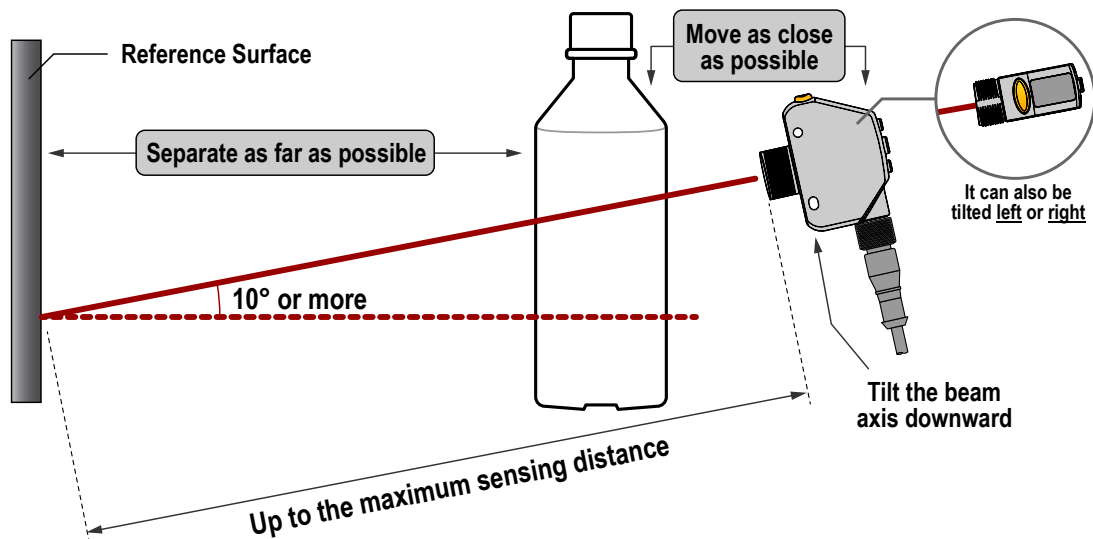 Reference Surface
Move as close
as possible
Separate as far as possible
It can also be
tilted left or right
10° or more
Tilt the beam
axis downward
Up to the maximum sensing distance